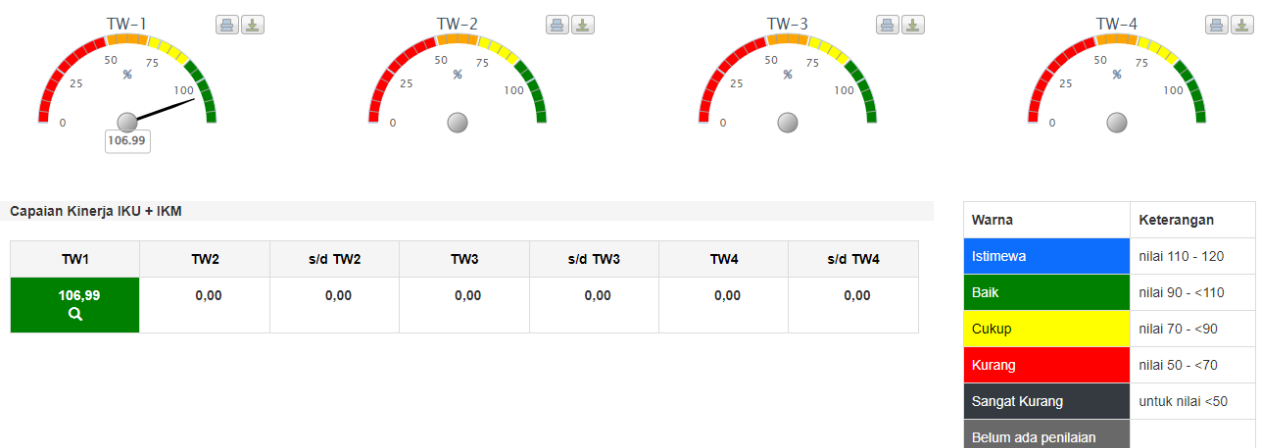 TW-1
50
75
%
25
100
0
106.99
TW-2
50
75
%
25
100
0
TW-3
50
75
%
25
100
0
TW-4
50
75
%
25
100
0
Capaian Kinerja IKU + IKM
TW1 TW2 s/d TW2 TW3 s/d TW3 TW4 s/d TW4
106,99 0,00 0,00 0,00 0,00 0,00 0,00
Warna Keterangan
Istimewa nilai 110 - 120
Baik nilai 90 - <110
Cukup nilai 70 - <90
Kurang nilai 50 - <70
Sangat Kurang untuk nilai <50
Belum ada penilaian